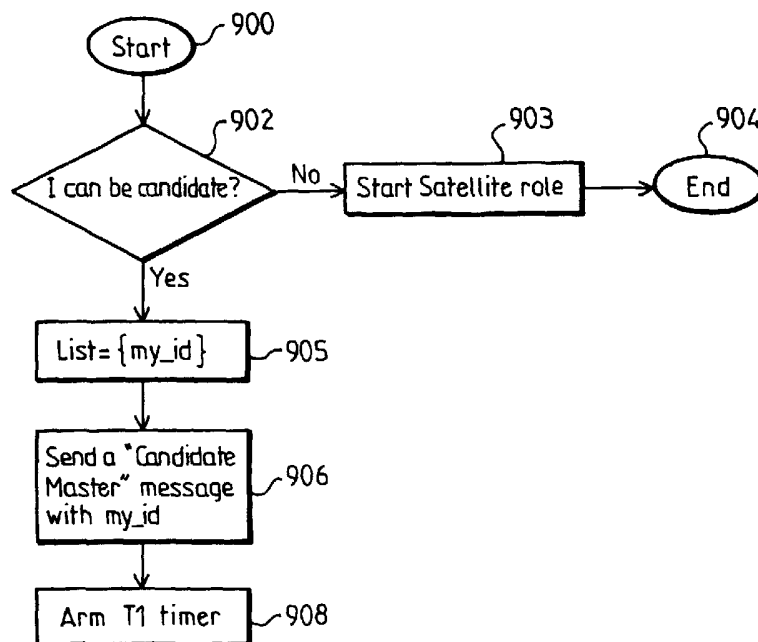 Start
900
902
903
904
I can be candidate?
No
Start Satellite role
End
Yes
List={my_id}
905
Send a "Candidate
Master" message
with my_id
906
Arm T1 timer
908